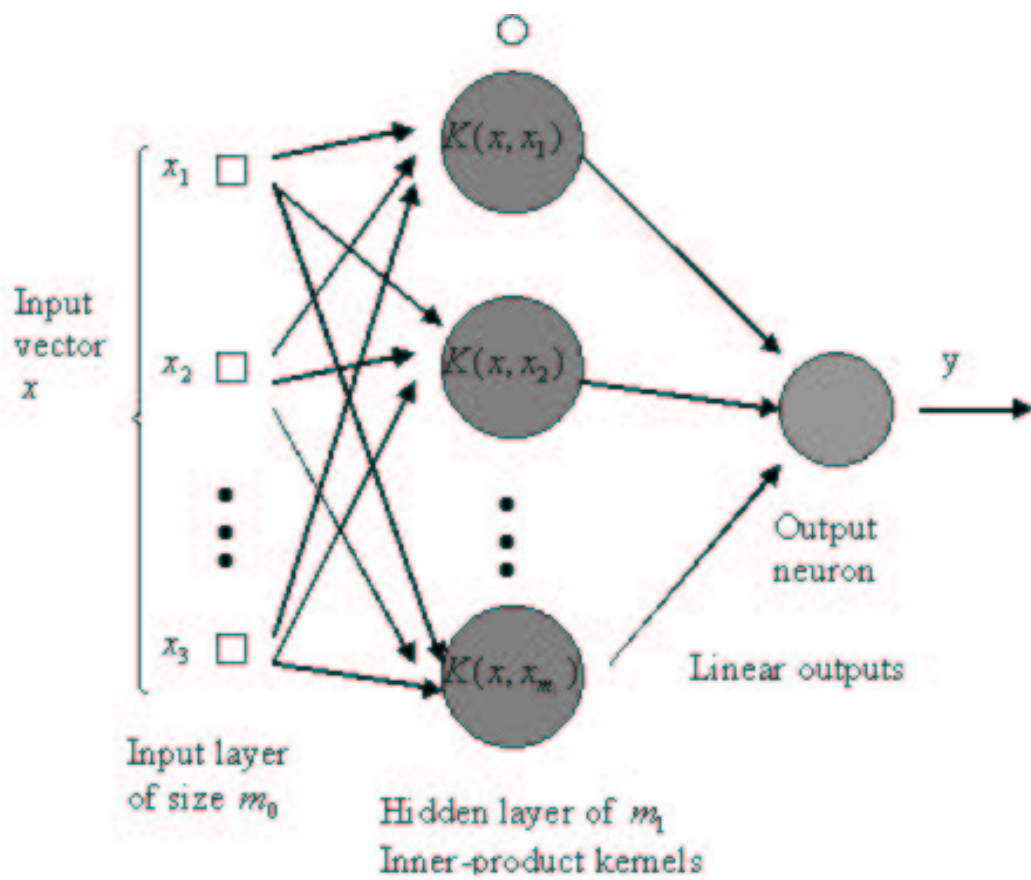 K(x, x₁)
x₁
Input
vector
x
x₂
K(x, x₂)
y
Output
neuron
x₃
K(x, xₘ₁)
Linear outputs
Input layer
of size m₀
Hidden layer of m₁
Inner-product kernels